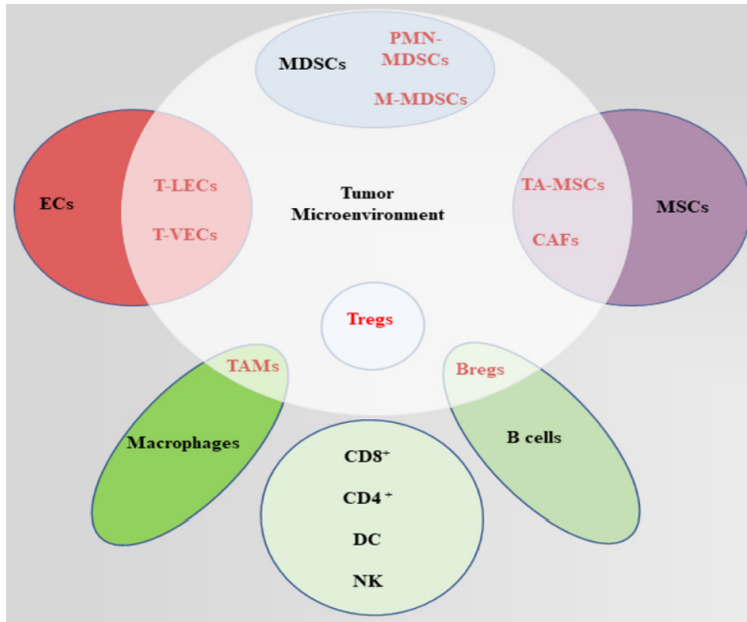 MDSCs
PMN-
MDSCs
M-MDSCs
ECs
T-LECs
T-VECs
Tumor
Microenvironment
TA-MSCs
CAFs
MSCs
Tregs
TAMs
Macrophages
Bregs
B cells
CD8⁺
CD4 ⁺
DC
NK